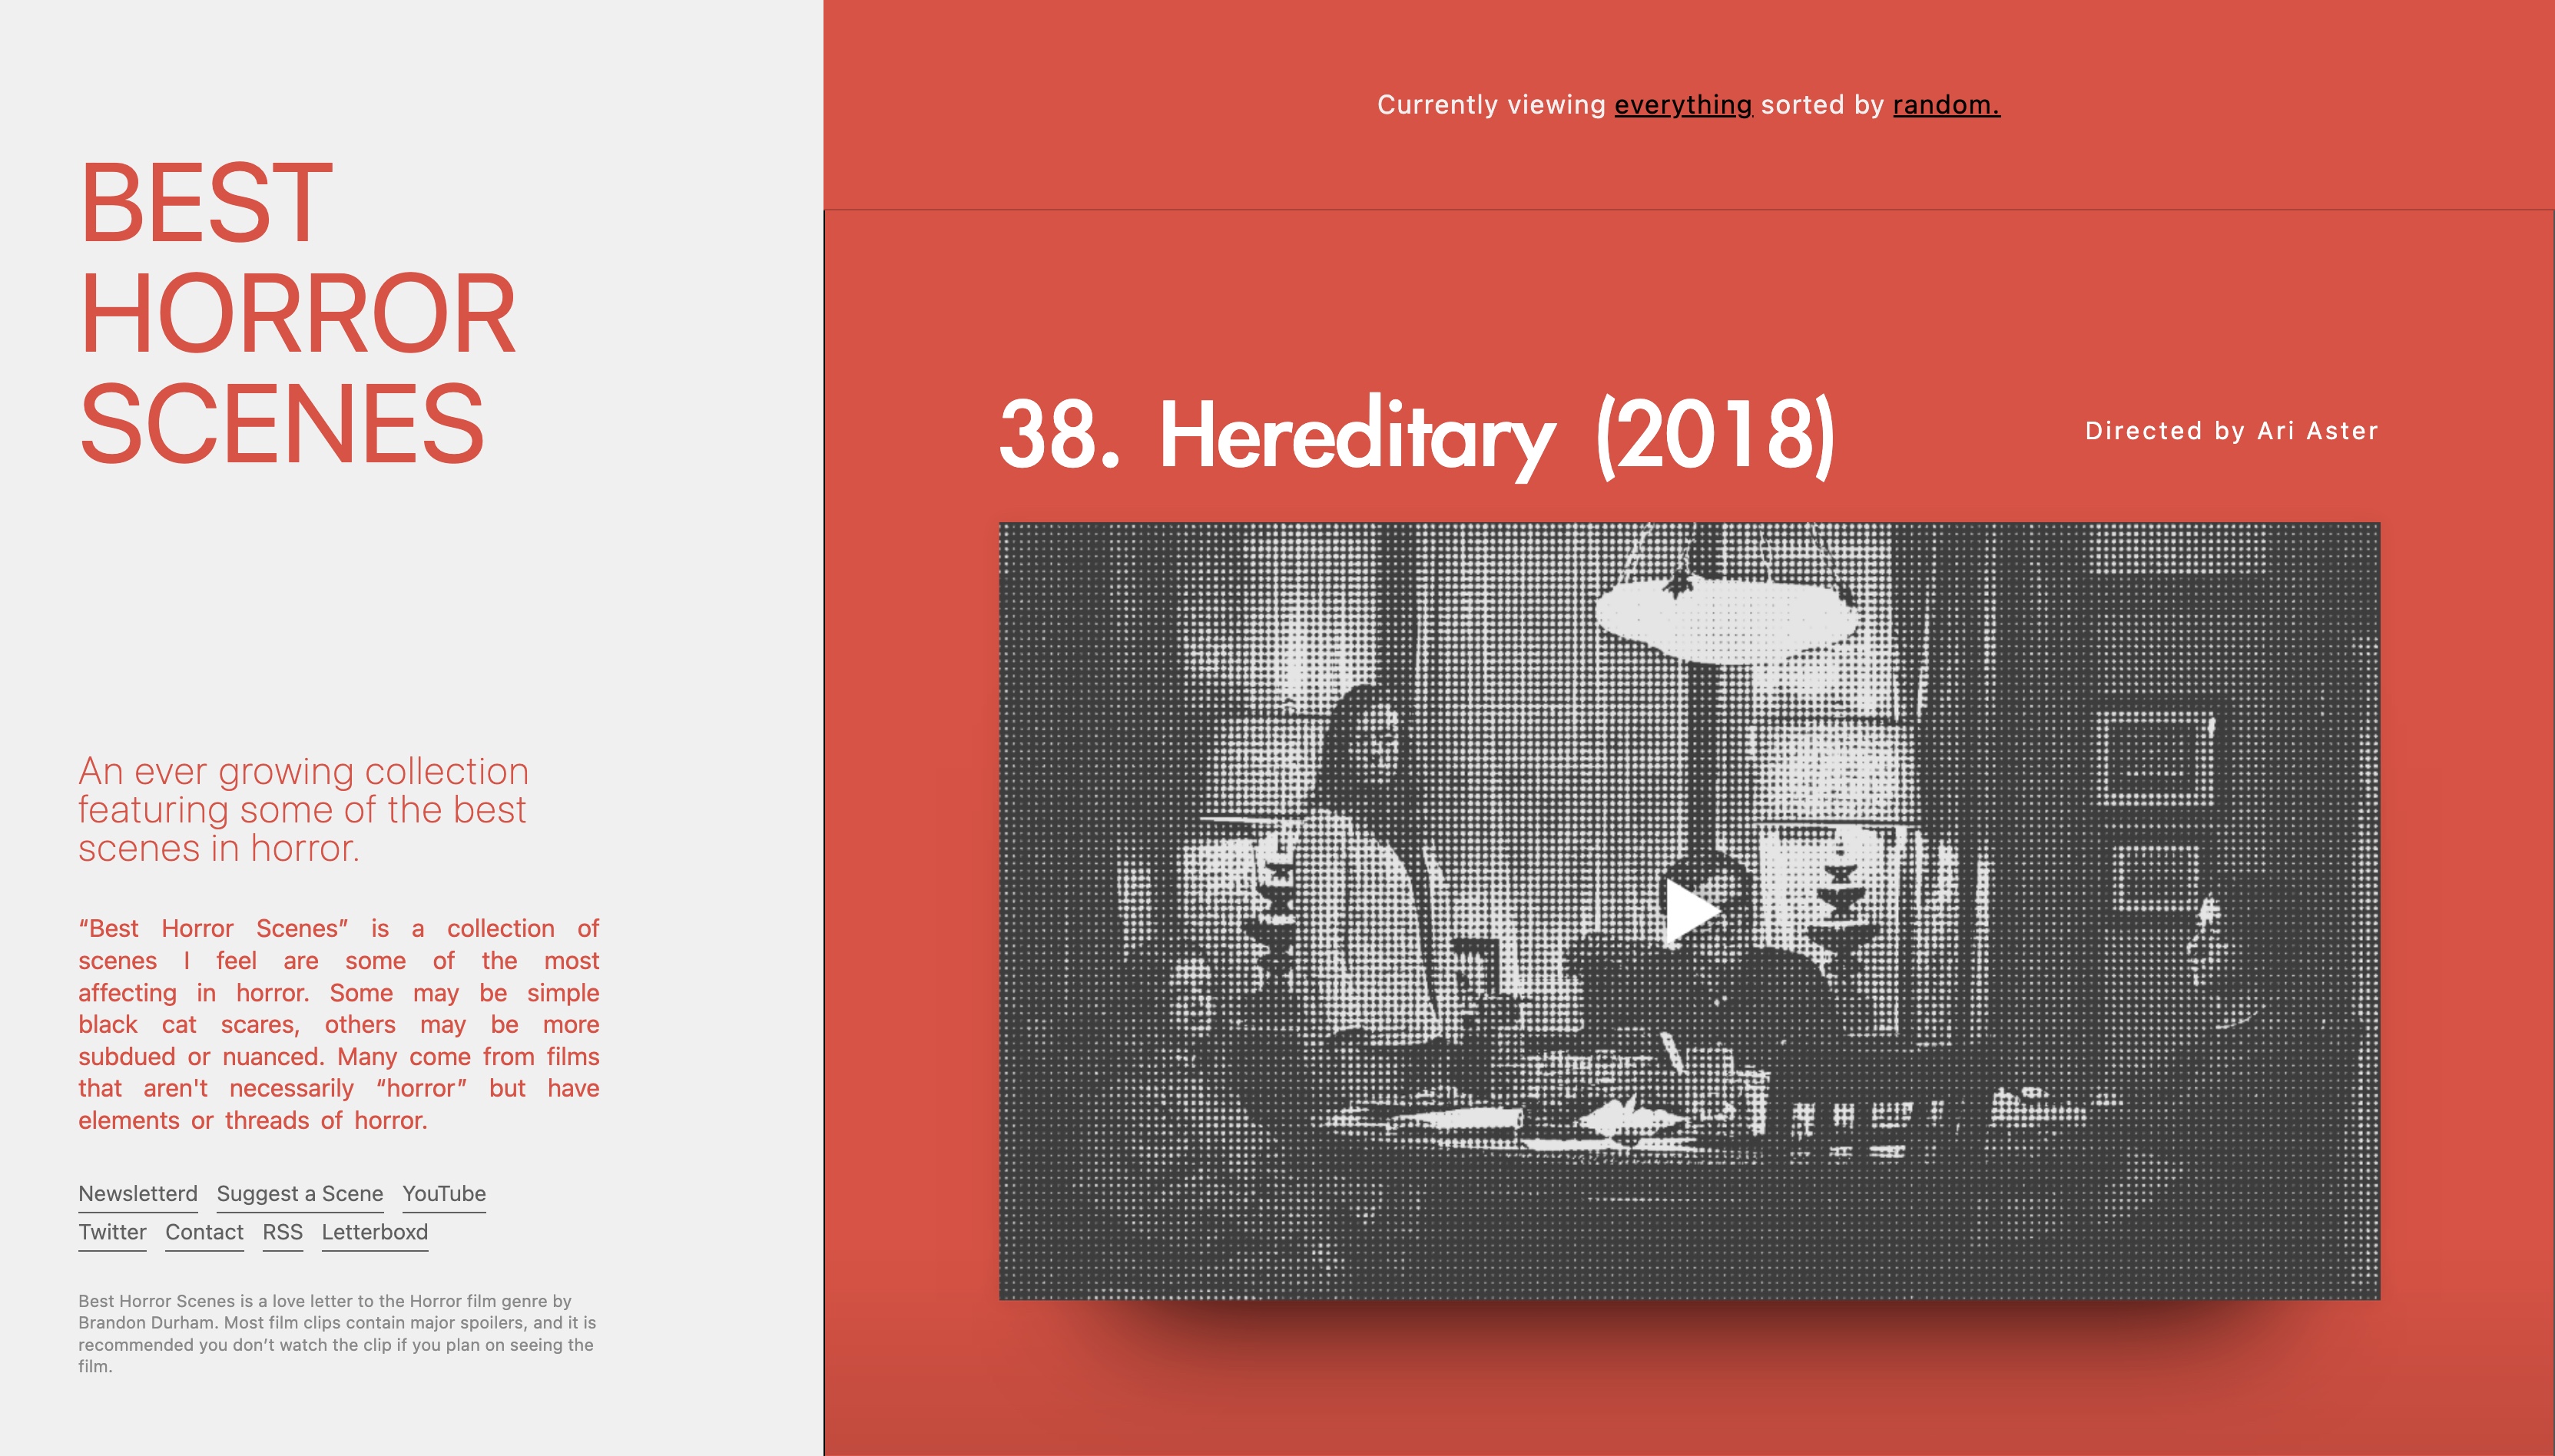 BEST
HORROR
SCENES
An ever growing collection
featuring some of the best
scenes in horror.
“Best Horror Scenes” is a collection of
scenes I feel are some of the most
affecting in horror. Some may be simple
black cat scares, others may be more
subdued or nuanced. Many come from films
that aren't necessarily “horror” but have
elements or threads of horror.
Newsletterd Suggest a Scene YouTube
Twitter Contact RSS Letterboxd
Best Horror Scenes is a love letter to the Horror film genre by
Brandon Durham. Most film clips contain major spoilers, and it is
recommended you don’t watch the clip if you plan on seeing the
film.
Currently viewing everything sorted by random.
38. Hereditary (2018)
Directed by Ari Aster